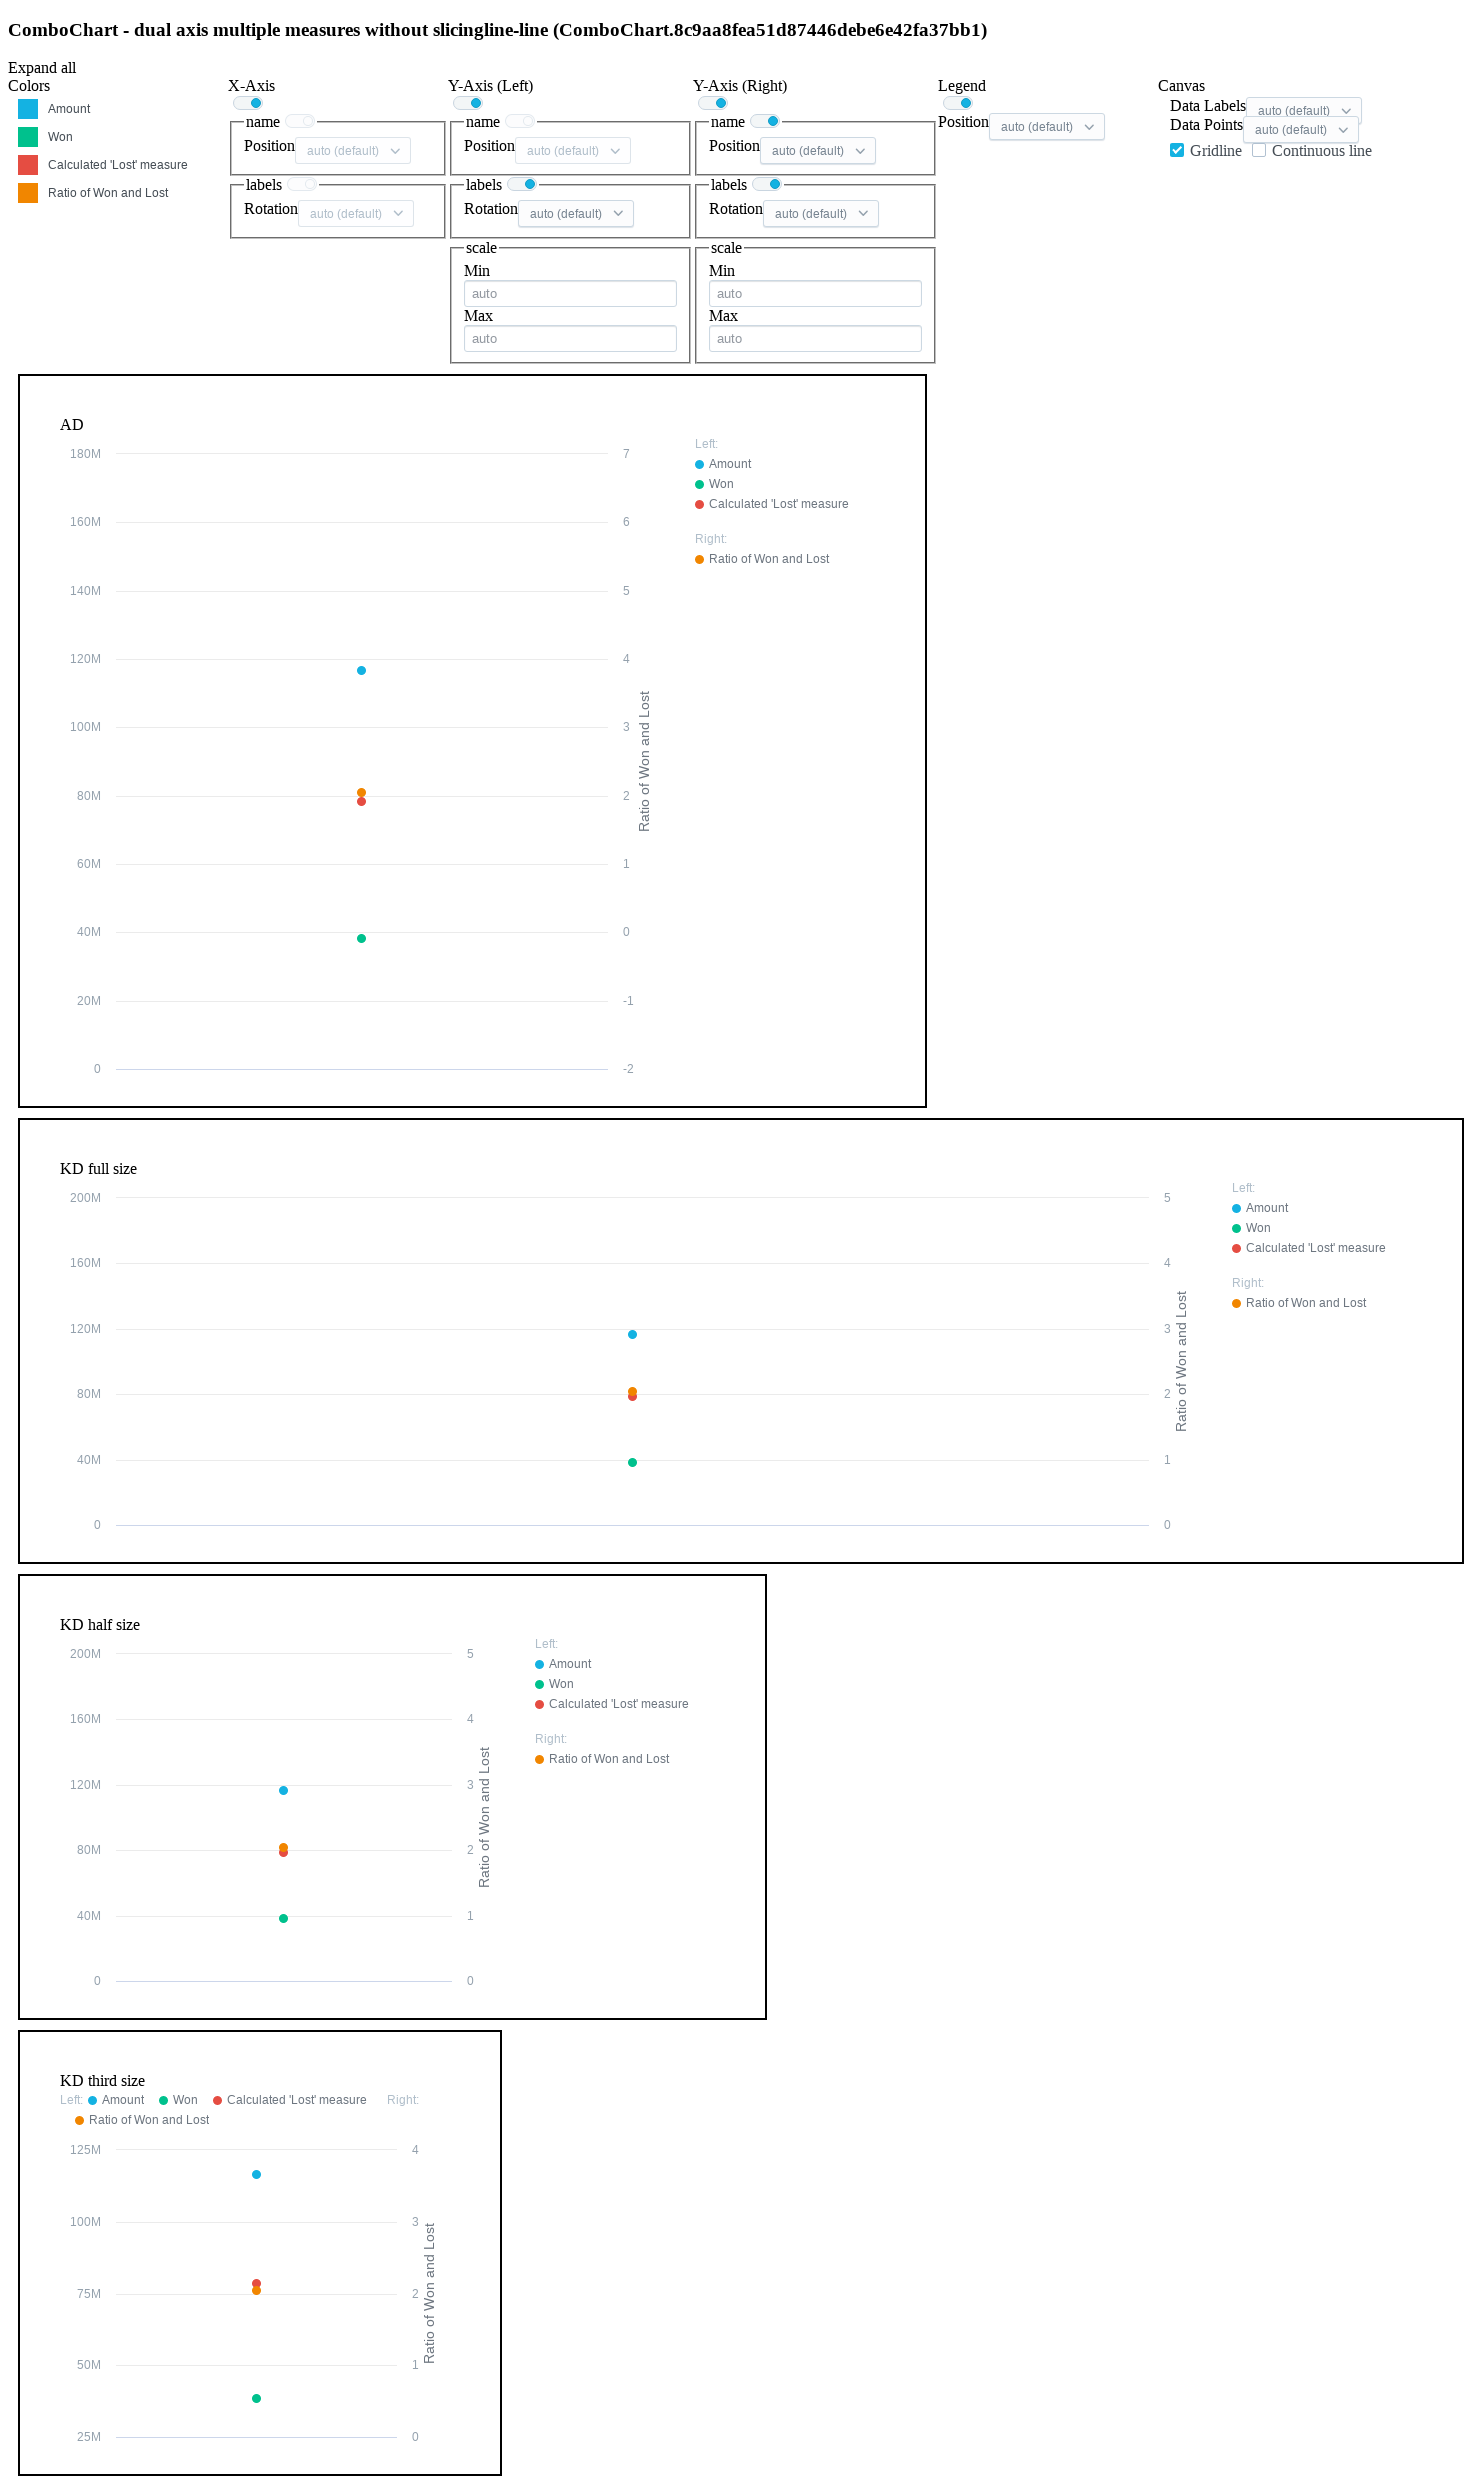 ComboChart - dual axis multiple measures without slicingline-line (ComboChart.8c9aa8fea51d87446debe6e42fa37bb1)
Expand all
Colors
Amount
Won
Calculated 'Lost' measure
Ratio of Won and Lost
X-Axis
name
Position auto (default)
labels
Rotation auto (default)
Y-Axis (Left)
name
Position auto (default)
labels
Rotation auto (default)
scale
Min
auto
Max
auto
Y-Axis (Right)
name
Position auto (default)
labels
Rotation auto (default)
scale
Min
auto
Max
auto
Legend
Position auto (default)
Canvas
Data Labels auto (default)
Data Points auto (default)
Gridline Continuous line
AD
180M
160M
140M
120M
100M
80M
60M
40M
20M
0
7
6
5
4
3
2
1
0
-1
-2
Ratio of Won and Lost
Left:
Amount
Won
Calculated 'Lost' measure
Right:
Ratio of Won and Lost
KD full size
200M
160M
120M
80M
40M
0
5
4
3
2
1
0
Ratio of Won and Lost
Left:
Amount
Won
Calculated 'Lost' measure
Right:
Ratio of Won and Lost
KD half size
200M
160M
120M
80M
40M
0
5
4
3
2
1
0
Ratio of Won and Lost
Left:
Amount
Won
Calculated 'Lost' measure
Right:
Ratio of Won and Lost
KD third size
Left: Amount Won Calculated 'Lost' measure Right:
Ratio of Won and Lost
125M
100M
75M
50M
25M
4
3
2
1
0
Ratio of Won and Lost